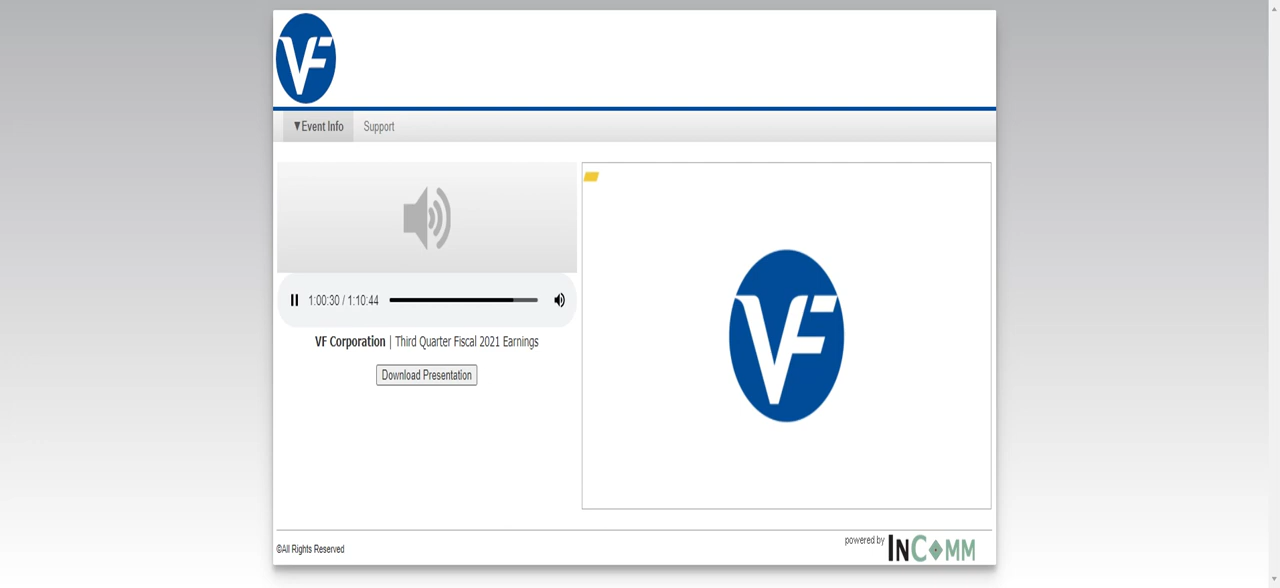 VF
▼Event Info
Support
1:00:30 / 1:10:44
VF Corporation | Third Quarter Fiscal 2021 Earnings
Download Presentation
VF
©All Rights Reserved
powered by INCOMM